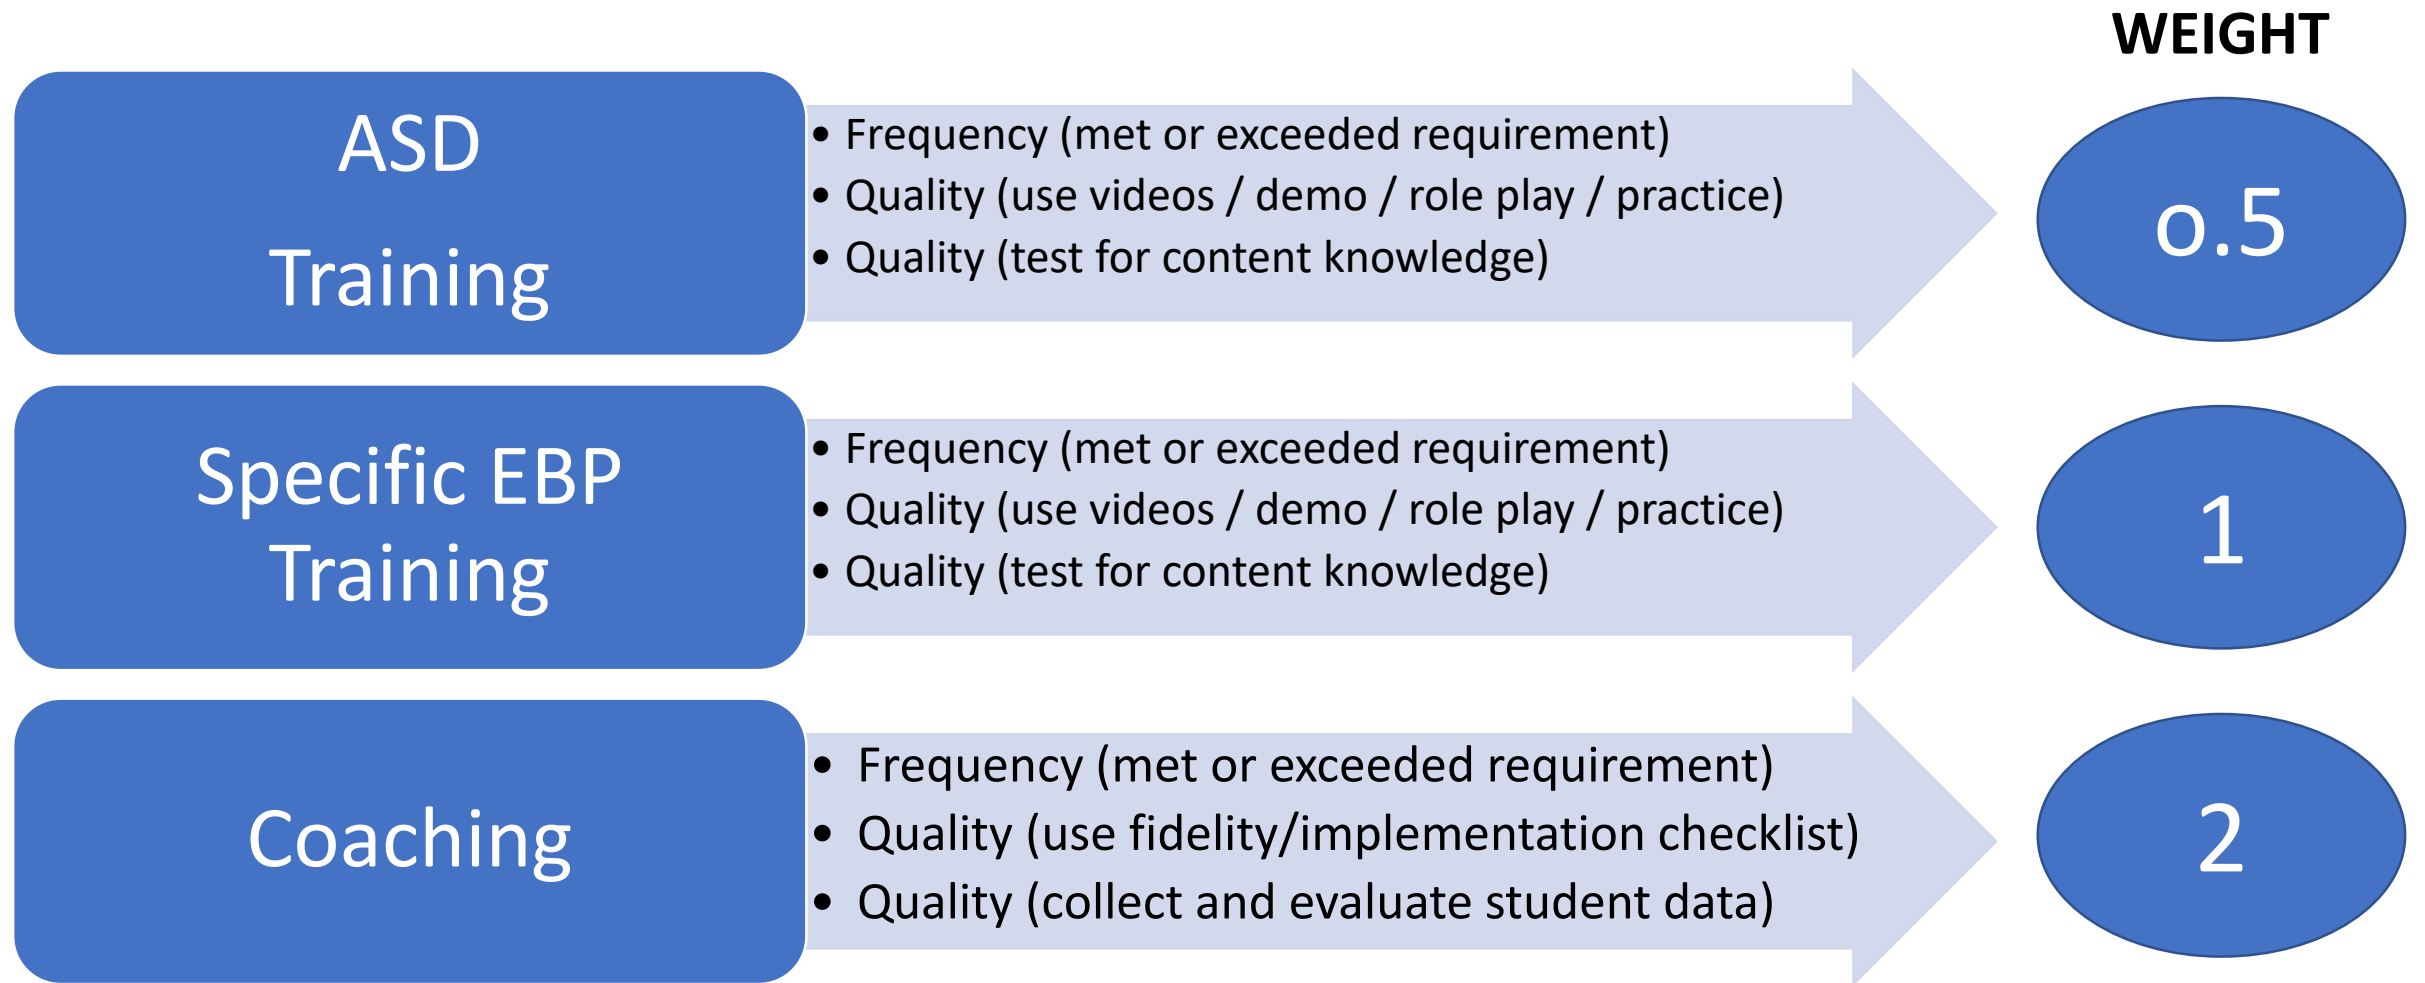 WEIGHT
ASD
Training
• Frequency (met or exceeded requirement)
• Quality (use videos / demo / role play / practice)
• Quality (test for content knowledge)
o.5
Specific EBP
Training
• Frequency (met or exceeded requirement)
• Quality (use videos / demo / role play / practice)
• Quality (test for content knowledge)
1
Coaching
• Frequency (met or exceeded requirement)
• Quality (use fidelity/implementation checklist)
• Quality (collect and evaluate student data)
2